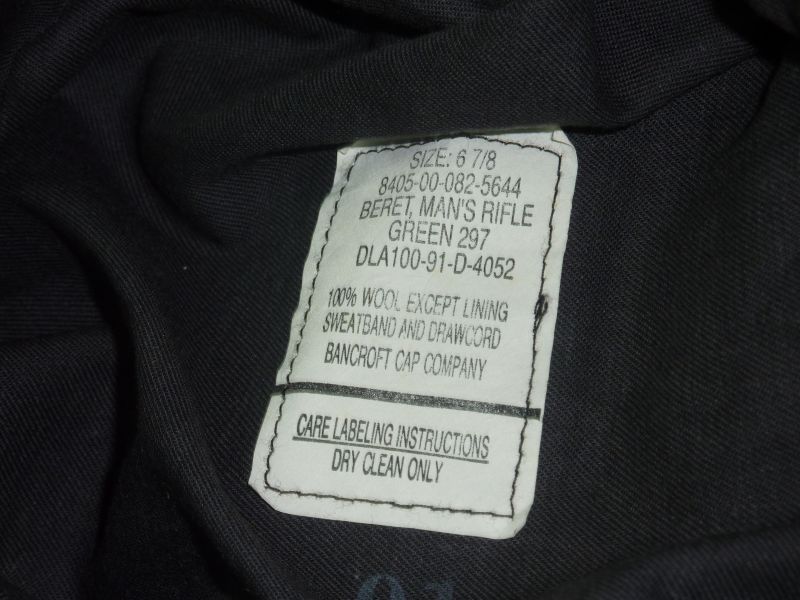 SIZE: 6 7/8
8405-00-082-5644
BERET, MAN'S RIFLE
GREEN 297
DLA100-91-D-4052
100% WOOL EXCEPT LINING
SWEATBAND AND DRAWCORD
BANCROFT CAP COMPANY
CARE LABELING INSTRUCTIONS
DRY CLEAN ONLY